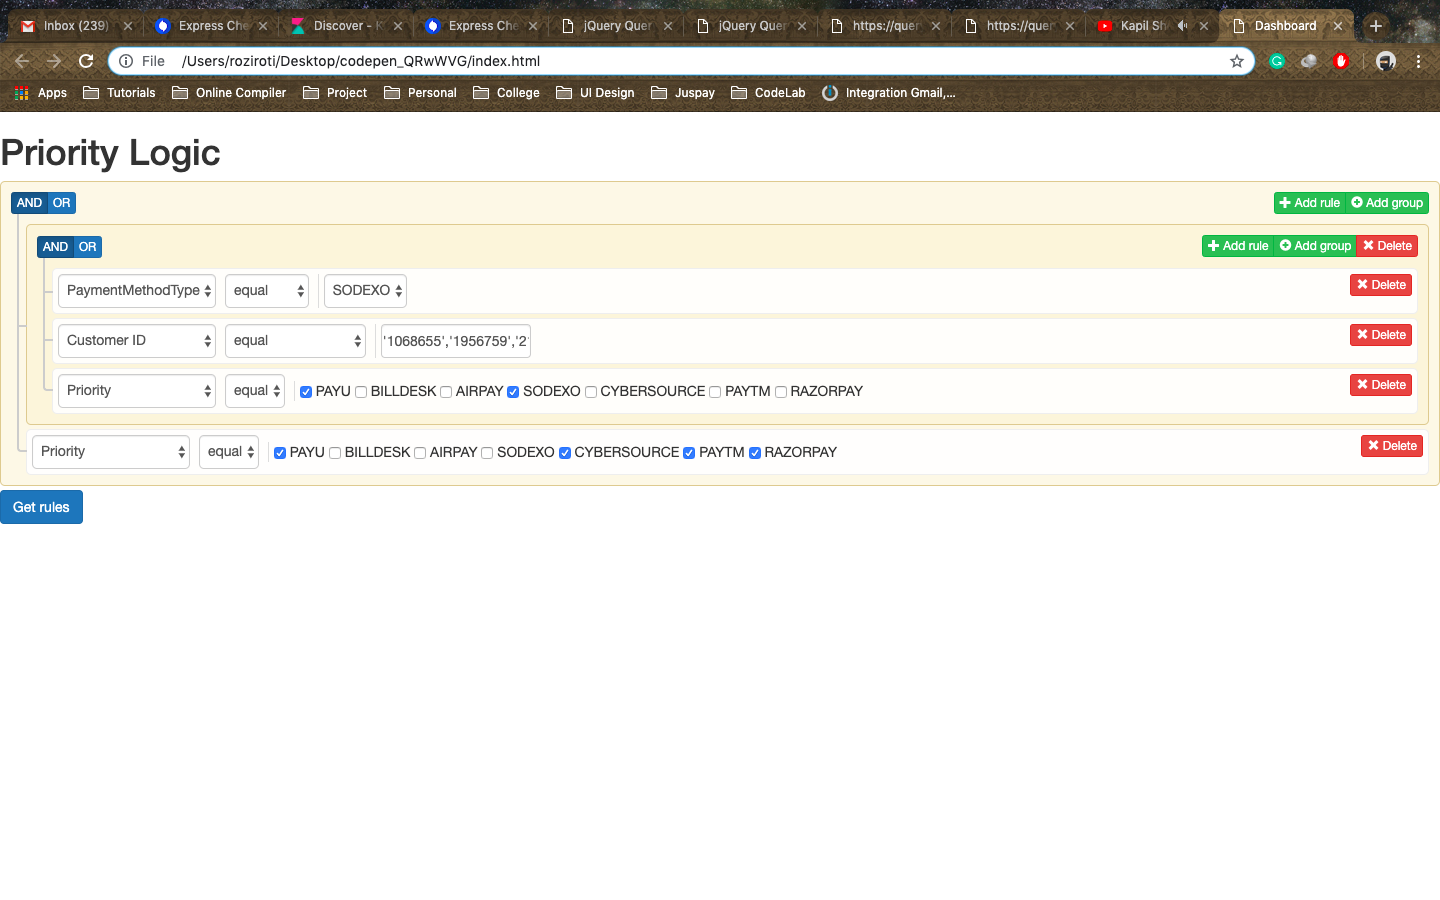 Inbox (239) Express Che Discover - K Express Che jQuery Quer jQuery Quer https://quer https://quer Kapil Sh Dashboard
File /Users/roziroti/Desktop/codepen_QRwWVG/index.html
Apps Tutorials Online Compiler Project Personal College UI Design Juspay CodeLab Integration Gmail,...
Priority Logic
AND OR Add rule Add group
AND OR Add rule Add group Delete
PaymentMethodType equal SODEXO Delete
Customer ID equal '1068655','1956759','2 Delete
Priority equal PAYU BILLDESK AIRPAY SODEXO CYBERSOURCE PAYTM RAZORPAY Delete
Priority equal PAYU BILLDESK AIRPAY SODEXO CYBERSOURCE PAYTM RAZORPAY Delete
Get rules